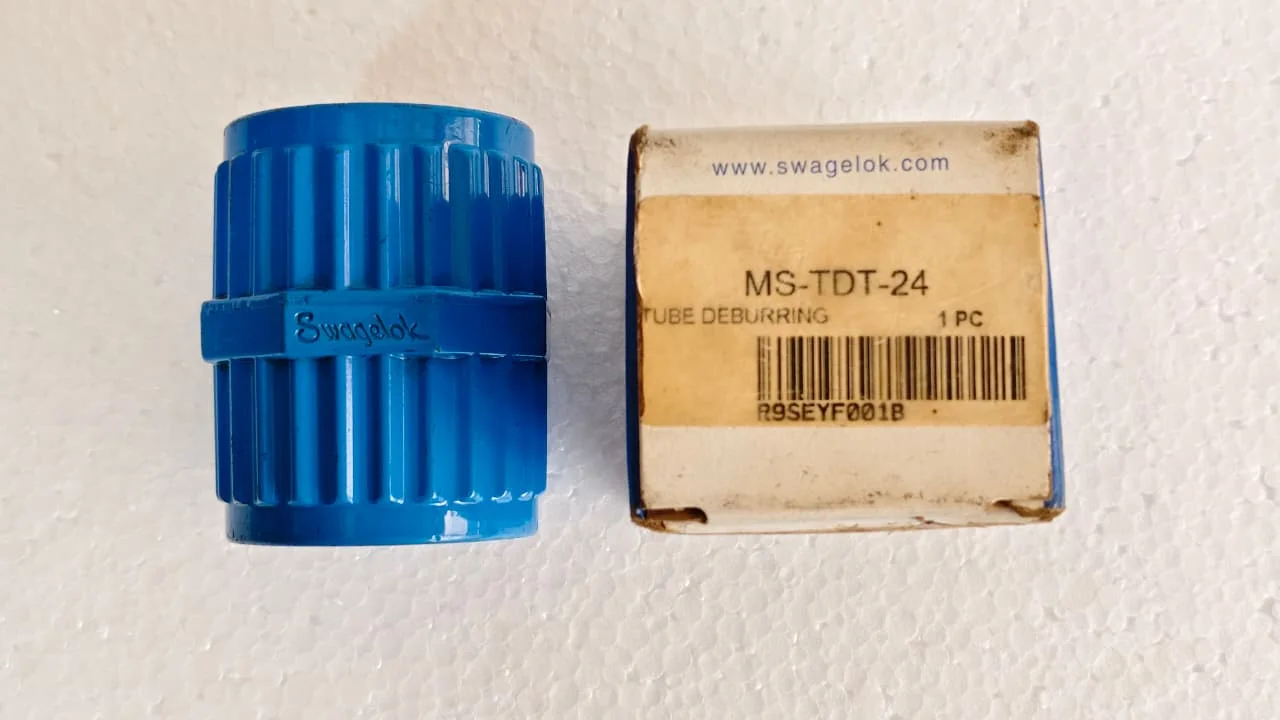 Swagelok
www.swagelok.com
MS-TDT-24
TUBE DEBURRING 1 PC
R9SEYF001B